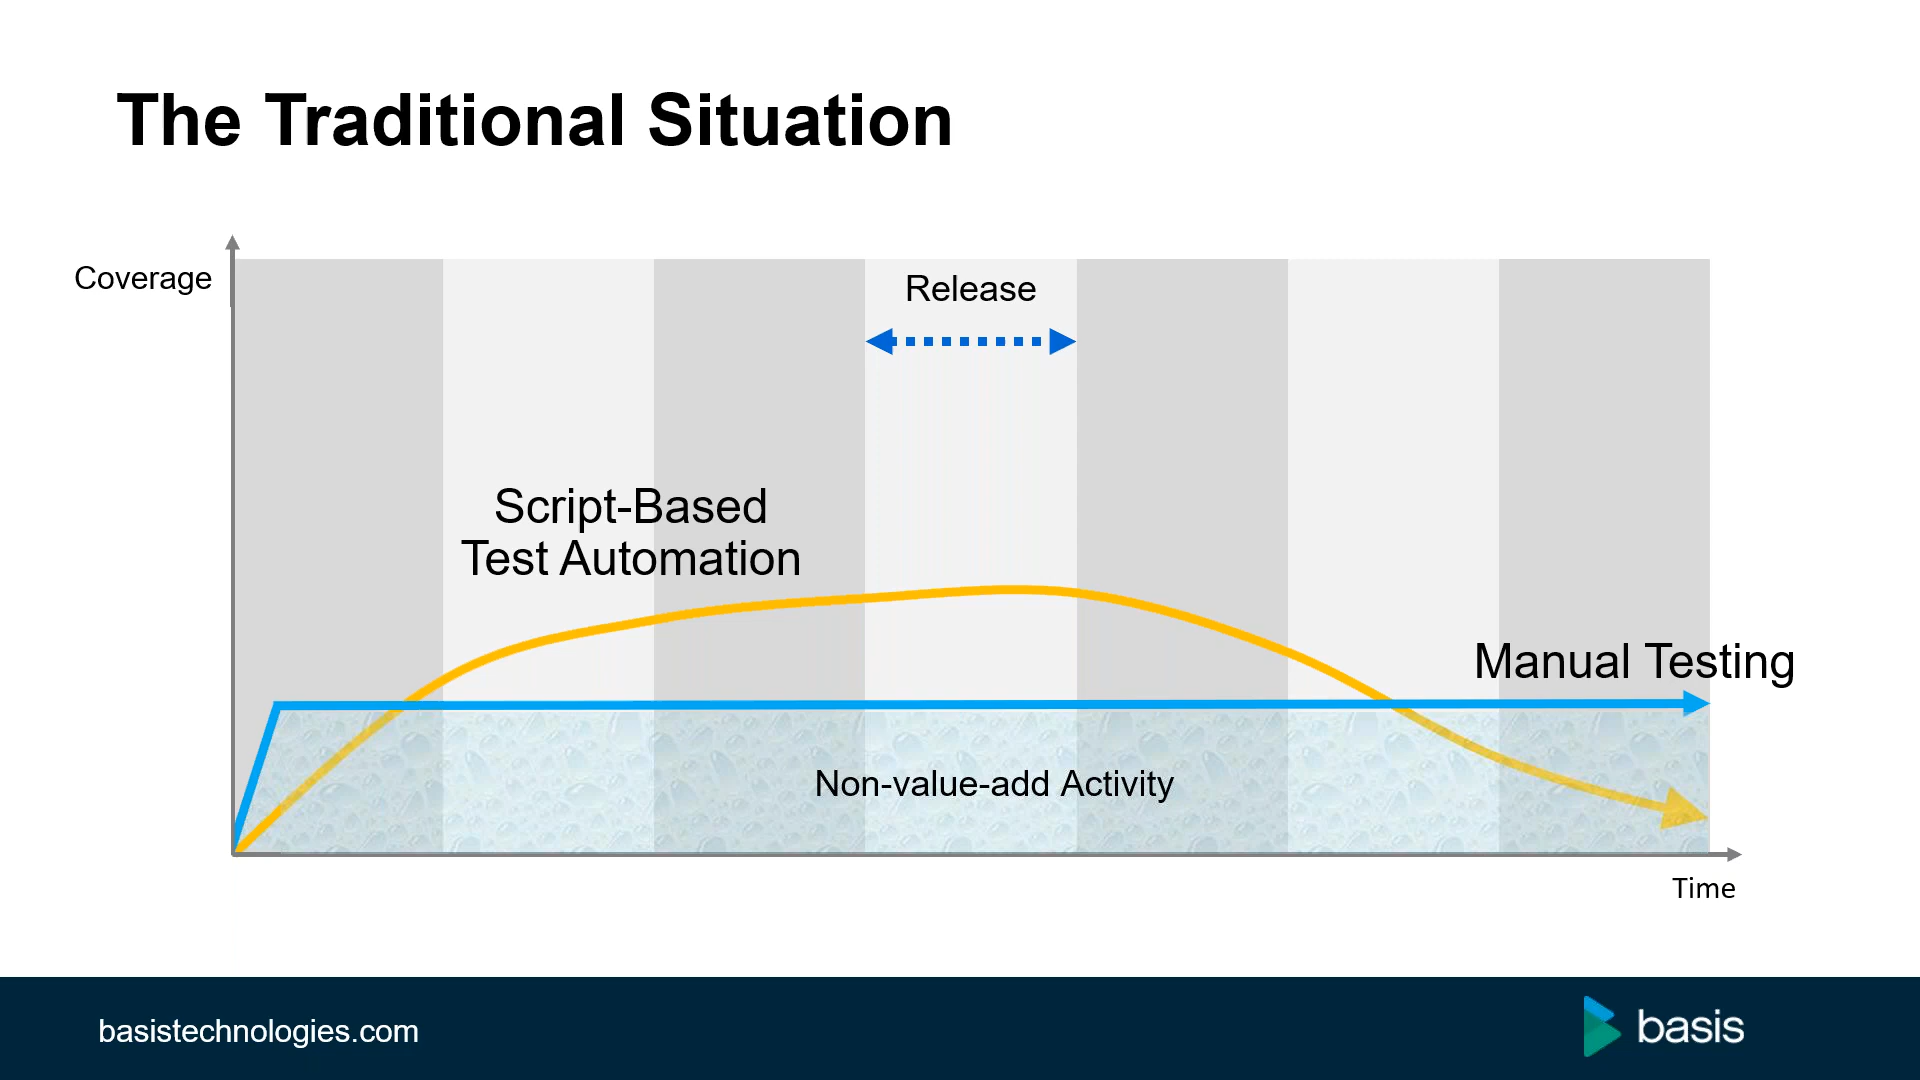 The Traditional Situation
Coverage
Release
Script-Based
Test Automation
Manual Testing
Non-value-add Activity
Time
basistechnologies.com
basis